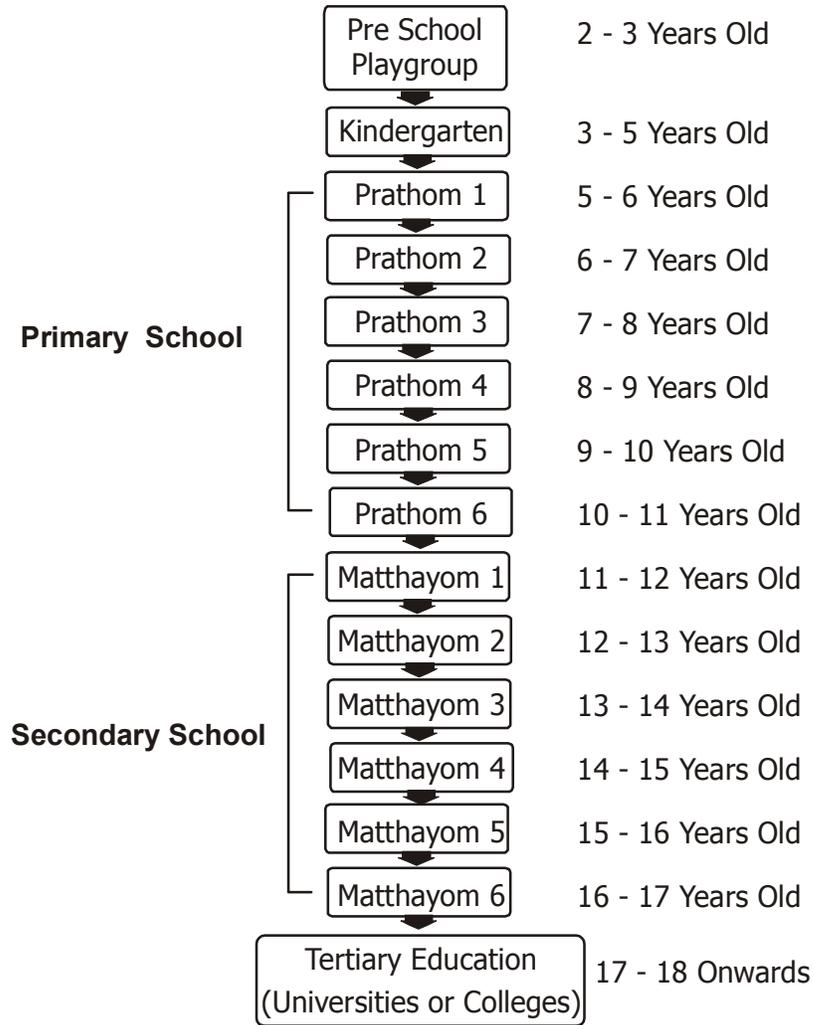 Pre School
Playgroup
2 - 3 Years Old
Kindergarten
3 - 5 Years Old
Prathom 1
5 - 6 Years Old
Prathom 2
6 - 7 Years Old
Primary School
Prathom 3
7 - 8 Years Old
Prathom 4
8 - 9 Years Old
Prathom 5
9 - 10 Years Old
Prathom 6
10 - 11 Years Old
Matthayom 1
11 - 12 Years Old
Matthayom 2
12 - 13 Years Old
Matthayom 3
13 - 14 Years Old
Secondary School
Matthayom 4
14 - 15 Years Old
Matthayom 5
15 - 16 Years Old
Matthayom 6
16 - 17 Years Old
Tertiary Education
(Universities or Colleges)
17 - 18 Onwards